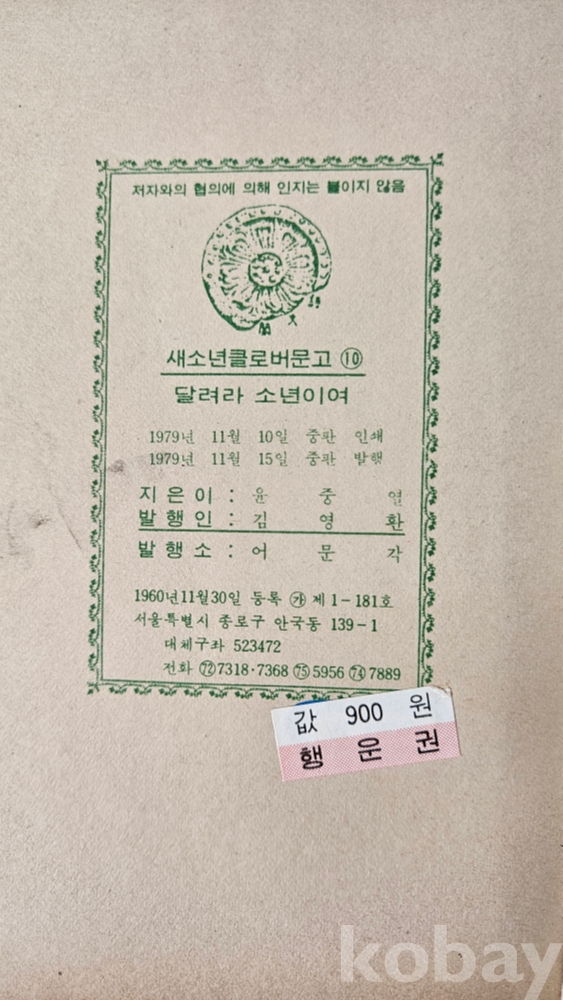 저자와의 협의에 의해 인지는 붙이지 않음
새소년클로버문고 ⑩
달려라 소년이여
1979년 11월 10일 중판 인쇄
1979년 11월 15일 중판 발행
지은이 : 윤중열
발행인 : 김영환
발행소 : 어문각
1960년11월30일 등록 ㉮ 제1-181호
서울특별시 종로구 안국동 139-1
대체구좌 523472
전화 (72)7318·7368 (75)5956 (74)7889
값 900 원
행운권
kobay